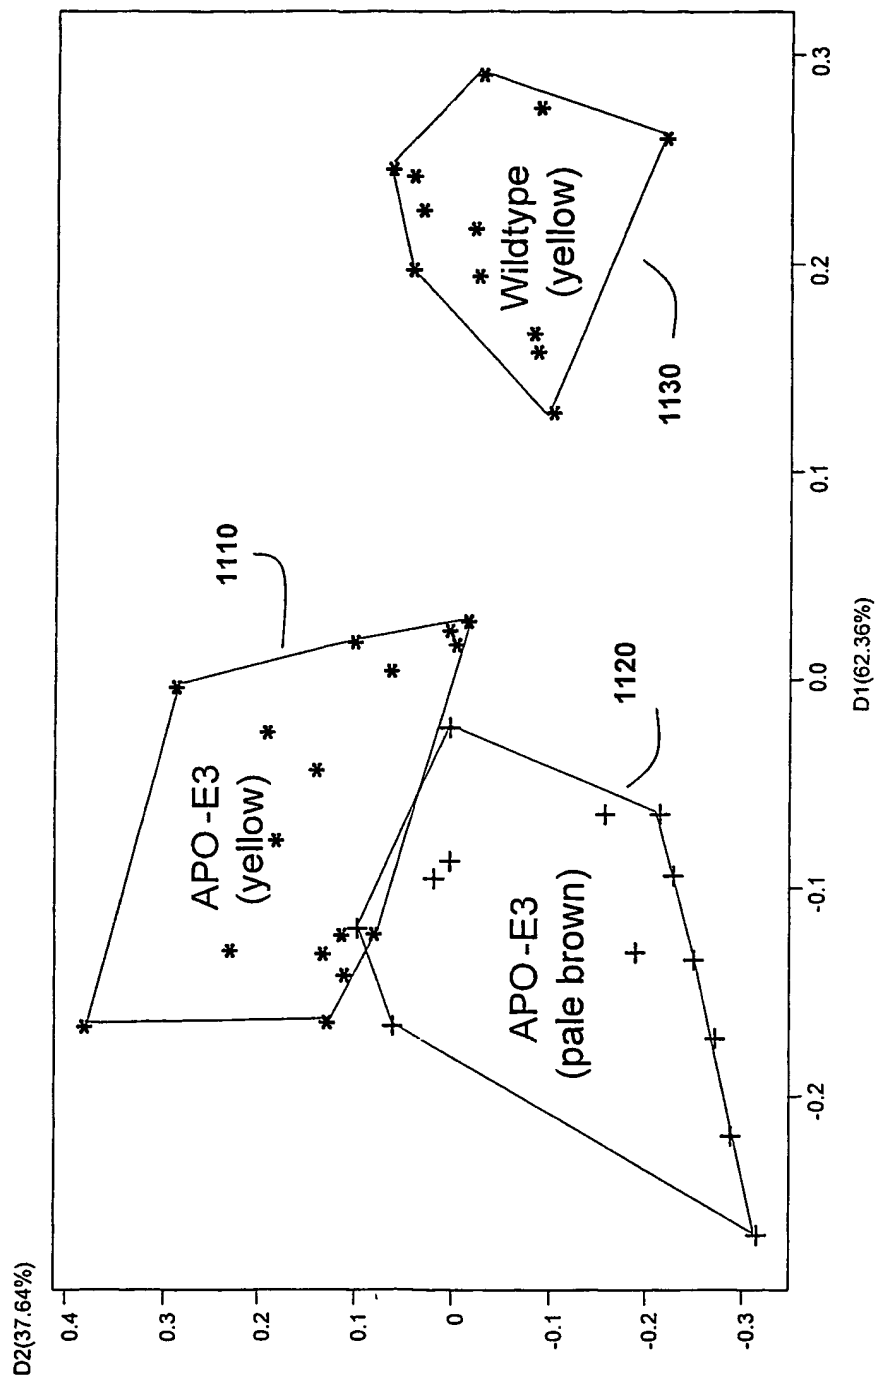 D2(37.64%)
0.4
0.3
0.2
0.1
0
-0.1
-0.2
-0.3
APO-E3
(yellow)
1110
APO-E3
(pale brown)
1120
Wildtype
(yellow)
1130
-0.2
-0.1
0.0
0.1
0.2
0.3
D1(62.36%)